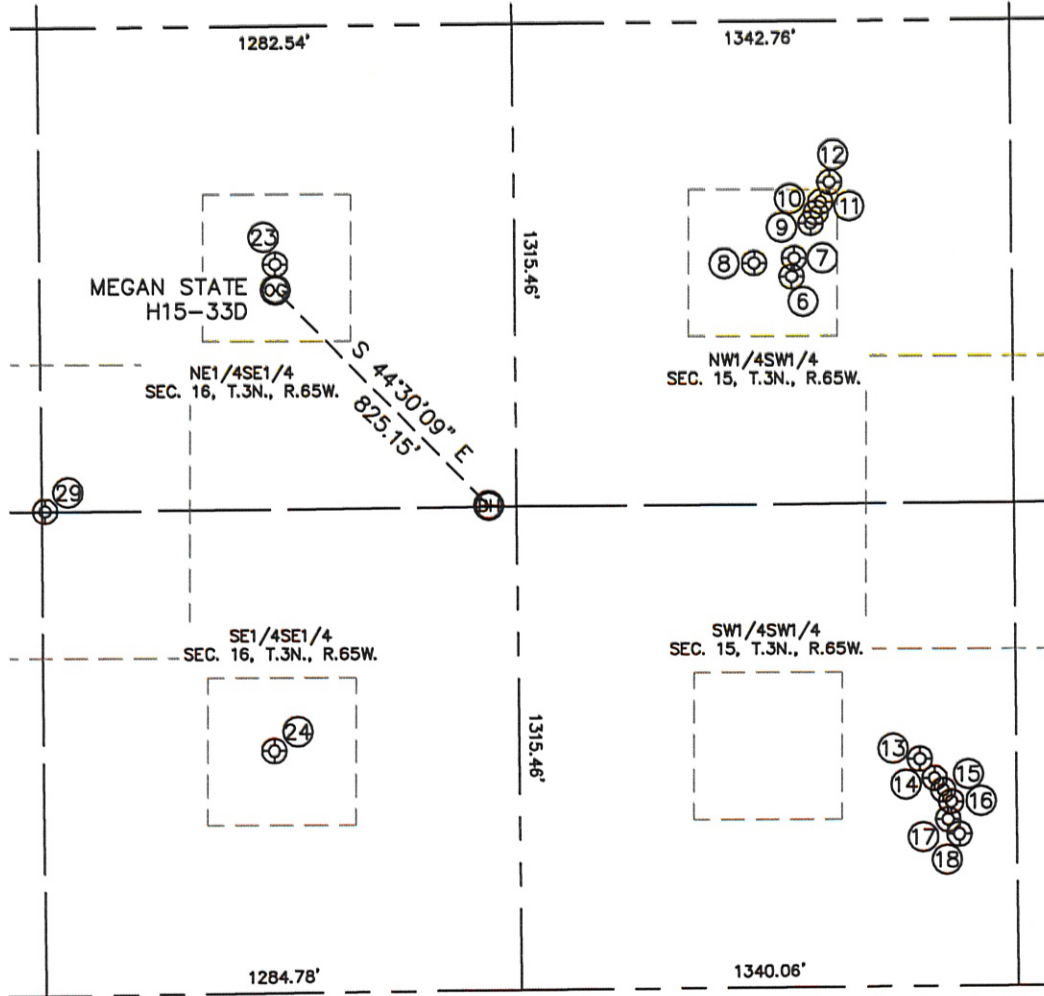 1282.54'
1342.76'
12
10
11
9
23
1315.46'
8
7
6
MEGAN STATE
H15-33D
OG
NE1/4SE1/4
SEC. 16, T.3N., R.65W.
NW1/4SW1/4
SEC. 15, T.3N., R.65W.
S 44°30'09" E
825.15'
29
BH
SE1/4SE1/4
SEC. 16, T.3N., R.65W.
SW1/4SW1/4
SEC. 15, T.3N., R.65W.
24
1315.46'
13
15
14
16
17
18
1284.78'
1340.06'